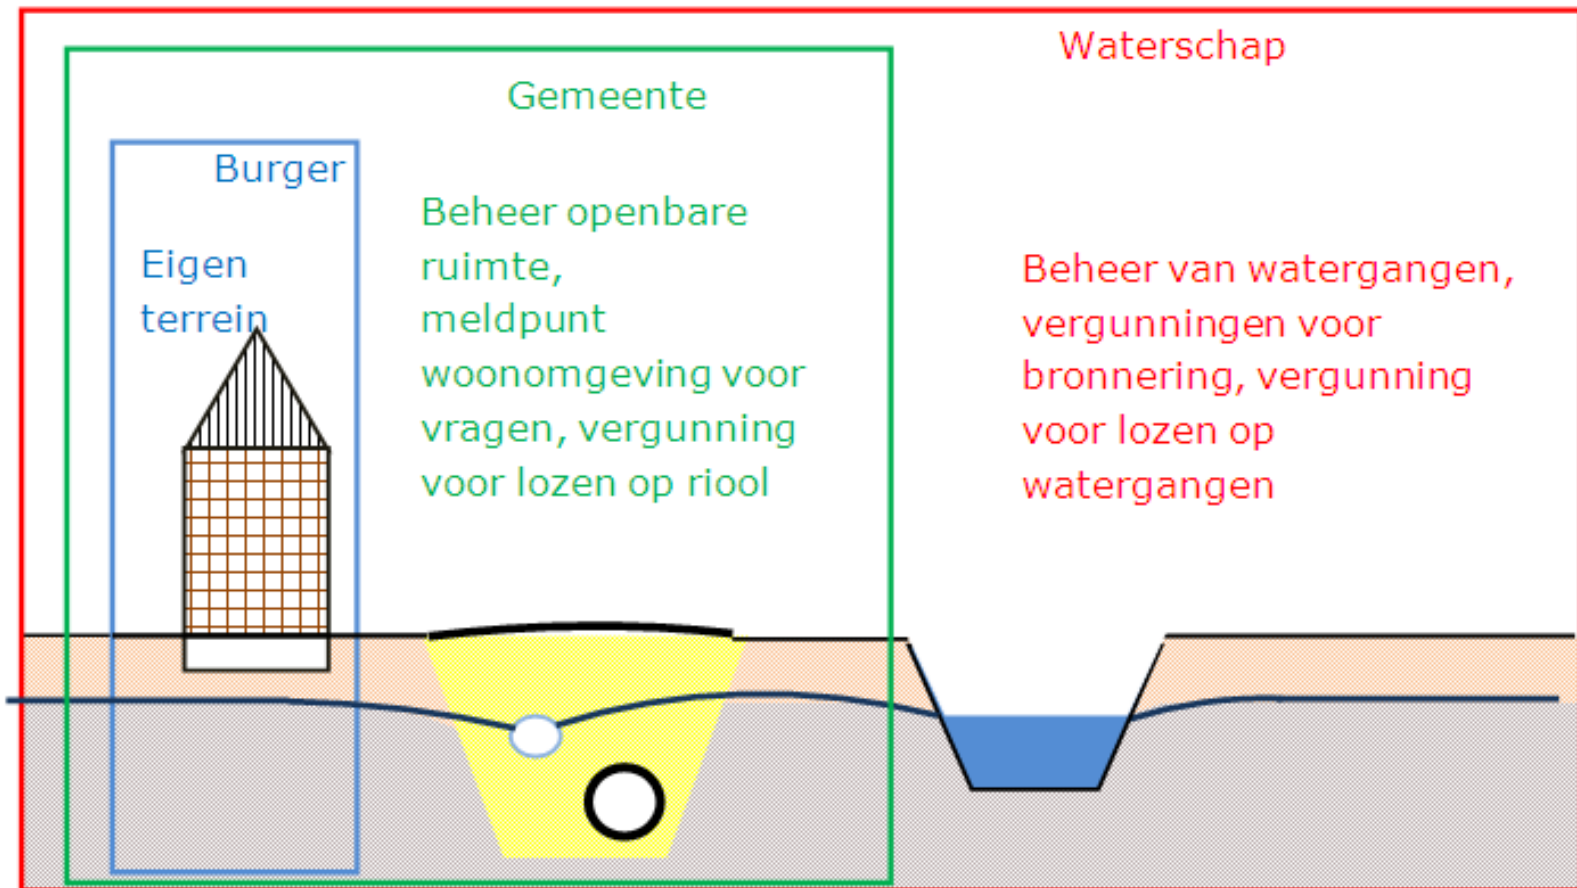 Waterschap
Gemeente
Burger
Eigen
terrein
Beheer openbare
ruimte,
meldpunt
woonomgeving voor
vragen, vergunning
voor lozen op riool
Beheer van watergangen,
vergunningen voor
bronnering, vergunning
voor lozen op
watergangen